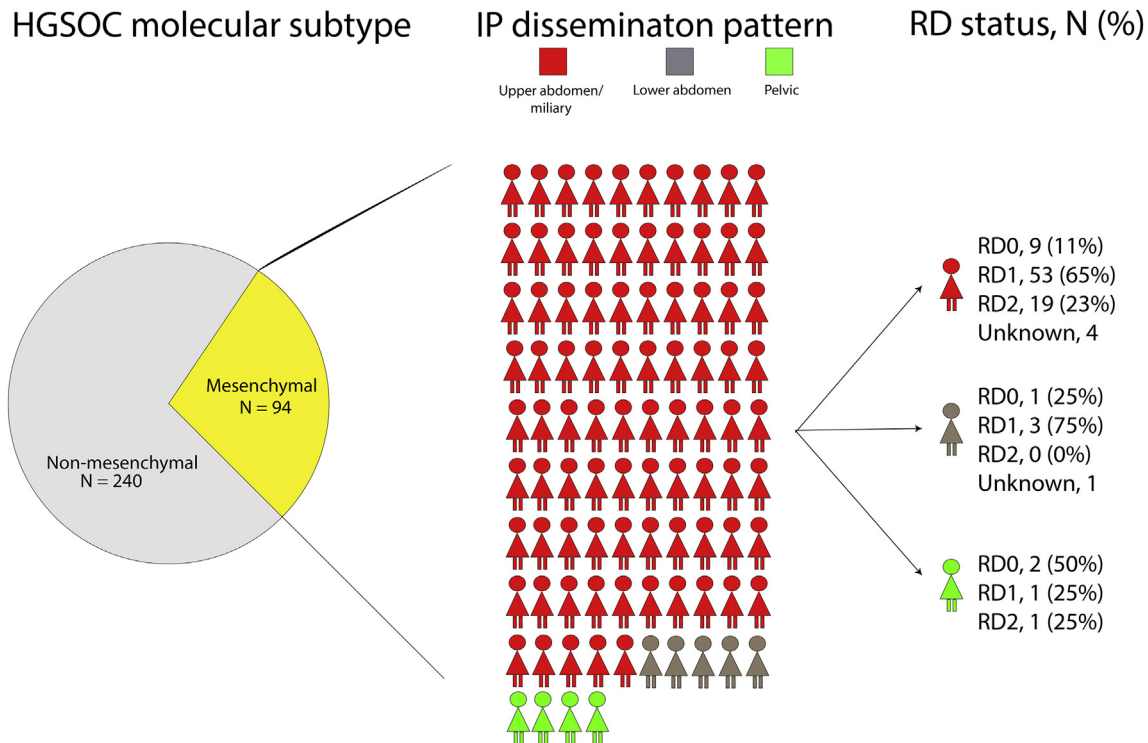 HGSOC molecular subtype
IP disseminaton pattern
RD status, N (%)
Upper abdomen/
miliary
Lower abdomen
Pelvic
Mesenchymal
N = 94
Non-mesenchymal
N = 240
RD0, 9 (11%)
RD1, 53 (65%)
RD2, 19 (23%)
Unknown, 4
RD0, 1 (25%)
RD1, 3 (75%)
RD2, 0 (0%)
Unknown, 1
RD0, 2 (50%)
RD1, 1 (25%)
RD2, 1 (25%)